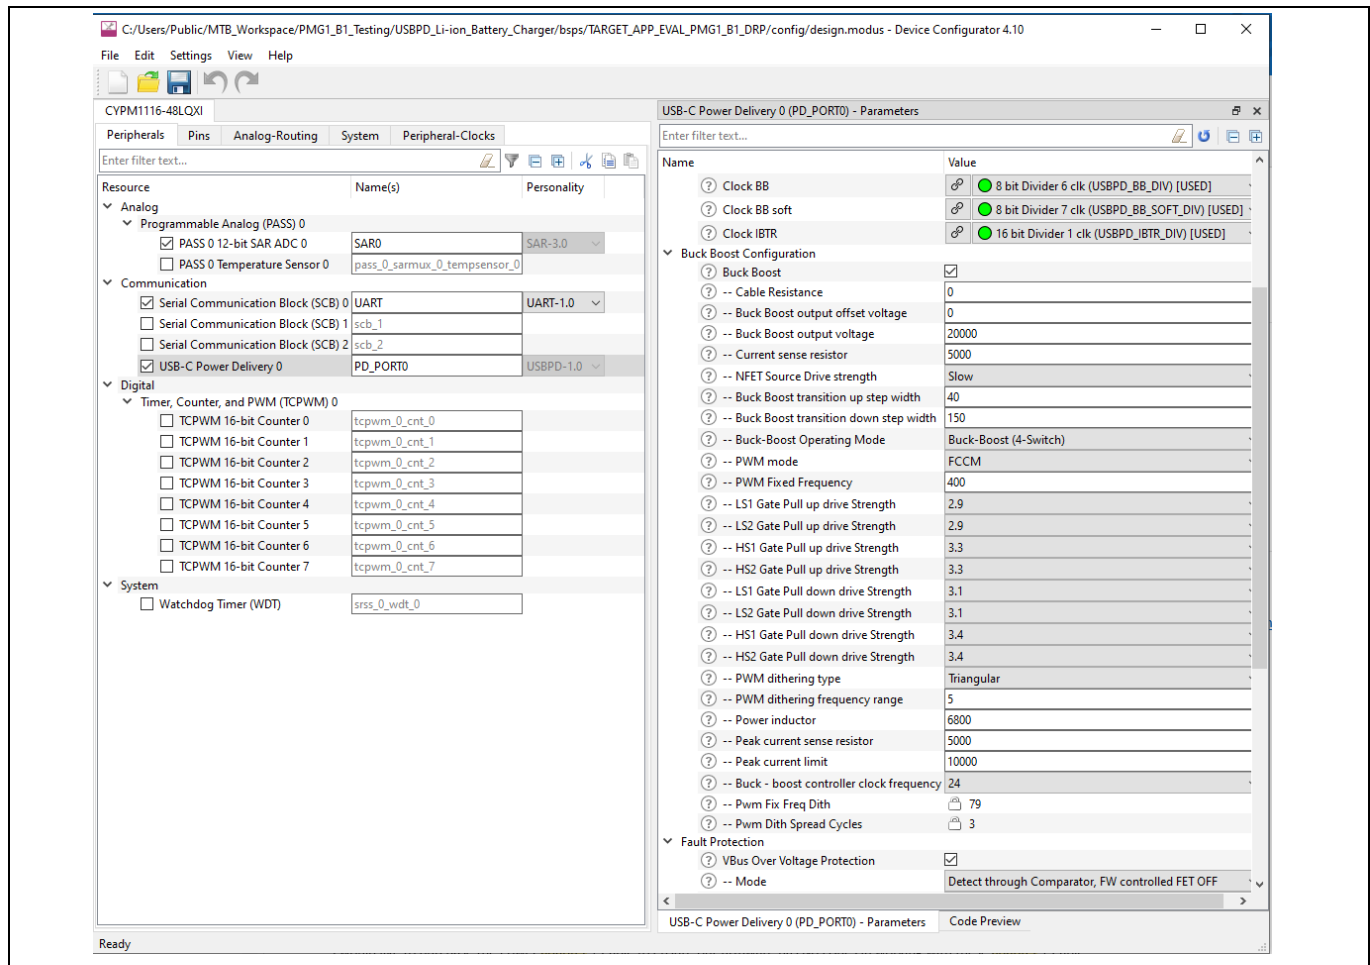 C:/Users/Public/MTB_Workspace/PMG1_B1_Testing/USBPD_Li-ion_Battery_Charger/bsps/TARGET_APP_EVAL_PMG1_B1_DRP/config/design.modus - Device Configurator 4.10
File Edit Settings View Help
CYPM1116-48LQXI
Peripherals Pins Analog-Routing System Peripheral-Clocks
Enter filter text...
Resource Name(s) Personality
Analog
Programmable Analog (PASS) 0
PASS 0 12-bit SAR ADC 0 SAR0 SAR-3.0
PASS 0 Temperature Sensor 0 pass_0_sarmux_0_tempsensor_0
Communication
Serial Communication Block (SCB) 0 UART UART-1.0
Serial Communication Block (SCB) 1 scb_1
Serial Communication Block (SCB) 2 scb_2
USB-C Power Delivery 0 PD_PORT0 USBPD-1.0
Digital
Timer, Counter, and PWM (TCPWM) 0
TCPWM 16-bit Counter 0 tcpwm_0_cnt_0
TCPWM 16-bit Counter 1 tcpwm_0_cnt_1
TCPWM 16-bit Counter 2 tcpwm_0_cnt_2
TCPWM 16-bit Counter 3 tcpwm_0_cnt_3
TCPWM 16-bit Counter 4 tcpwm_0_cnt_4
TCPWM 16-bit Counter 5 tcpwm_0_cnt_5
TCPWM 16-bit Counter 6 tcpwm_0_cnt_6
TCPWM 16-bit Counter 7 tcpwm_0_cnt_7
System
Watchdog Timer (WDT) srss_0_wdt_0
USB-C Power Delivery 0 (PD_PORT0) - Parameters
Enter filter text...
Name Value
Clock BB 8 bit Divider 6 clk (USBPD_BB_DIV) [USED]
Clock BB soft 8 bit Divider 7 clk (USBPD_BB_SOFT_DIV) [USED]
Clock IBTR 16 bit Divider 1 clk (USBPD_IBTR_DIV) [USED]
Buck Boost Configuration
Buck Boost
-- Cable Resistance 0
-- Buck Boost output offset voltage 0
-- Buck Boost output voltage 20000
-- Current sense resistor 5000
-- NFET Source Drive strength Slow
-- Buck Boost transition up step width 40
-- Buck Boost transition down step width 150
-- Buck-Boost Operating Mode Buck-Boost (4-Switch)
-- PWM mode FCCM
-- PWM Fixed Frequency 400
-- LS1 Gate Pull up drive Strength 2.9
-- LS2 Gate Pull up drive Strength 2.9
-- HS1 Gate Pull up drive Strength 3.3
-- HS2 Gate Pull up drive Strength 3.3
-- LS1 Gate Pull down drive Strength 3.1
-- LS2 Gate Pull down drive Strength 3.1
-- HS1 Gate Pull down drive Strength 3.4
-- HS2 Gate Pull down drive Strength 3.4
-- PWM dithering type Triangular
-- PWM dithering frequency range 5
-- Power inductor 6800
-- Peak current sense resistor 5000
-- Peak current limit 10000
-- Buck - boost controller clock frequency 24
-- Pwm Fix Freq Dith 79
-- Pwm Dith Spread Cycles 3
Fault Protection
VBus Over Voltage Protection
-- Mode Detect through Comparator, FW controlled FET OFF
USB-C Power Delivery 0 (PD_PORT0) - Parameters Code Preview
Ready